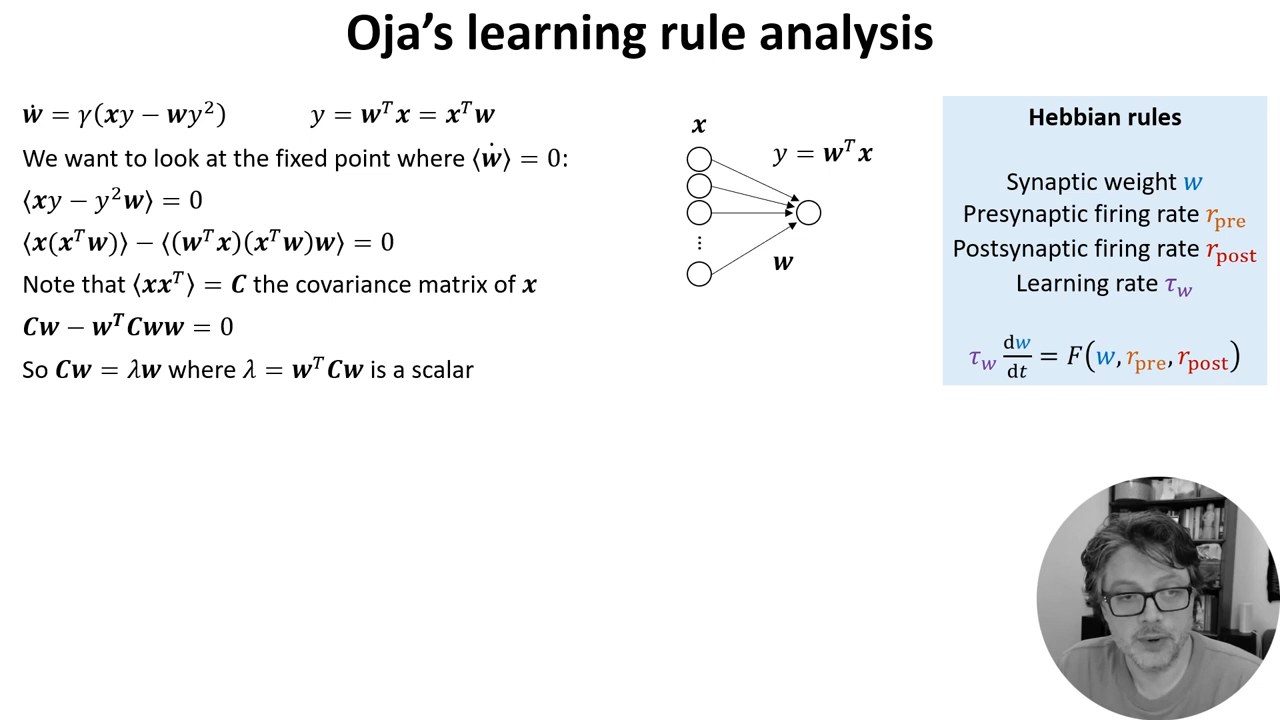 Oja's learning rule analysis
ẇ = γ(xy − wy²)    y = wᵀx = xᵀw
We want to look at the fixed point where ⟨ẇ⟩ = 0:
⟨xy − y²w⟩ = 0
⟨x(xᵀw)⟩ − ⟨(wᵀx)(xᵀw)w⟩ = 0
Note that ⟨xxᵀ⟩ = C the covariance matrix of x
Cw − wᵀCww = 0
So Cw = λw where λ = wᵀCw is a scalar
x
y = wᵀx
⋮
w
Hebbian rules
Synaptic weight w
Presynaptic firing rate r_pre
Postsynaptic firing rate r_post
Learning rate τ_w
τ_w dw/dt = F(w, r_pre, r_post)